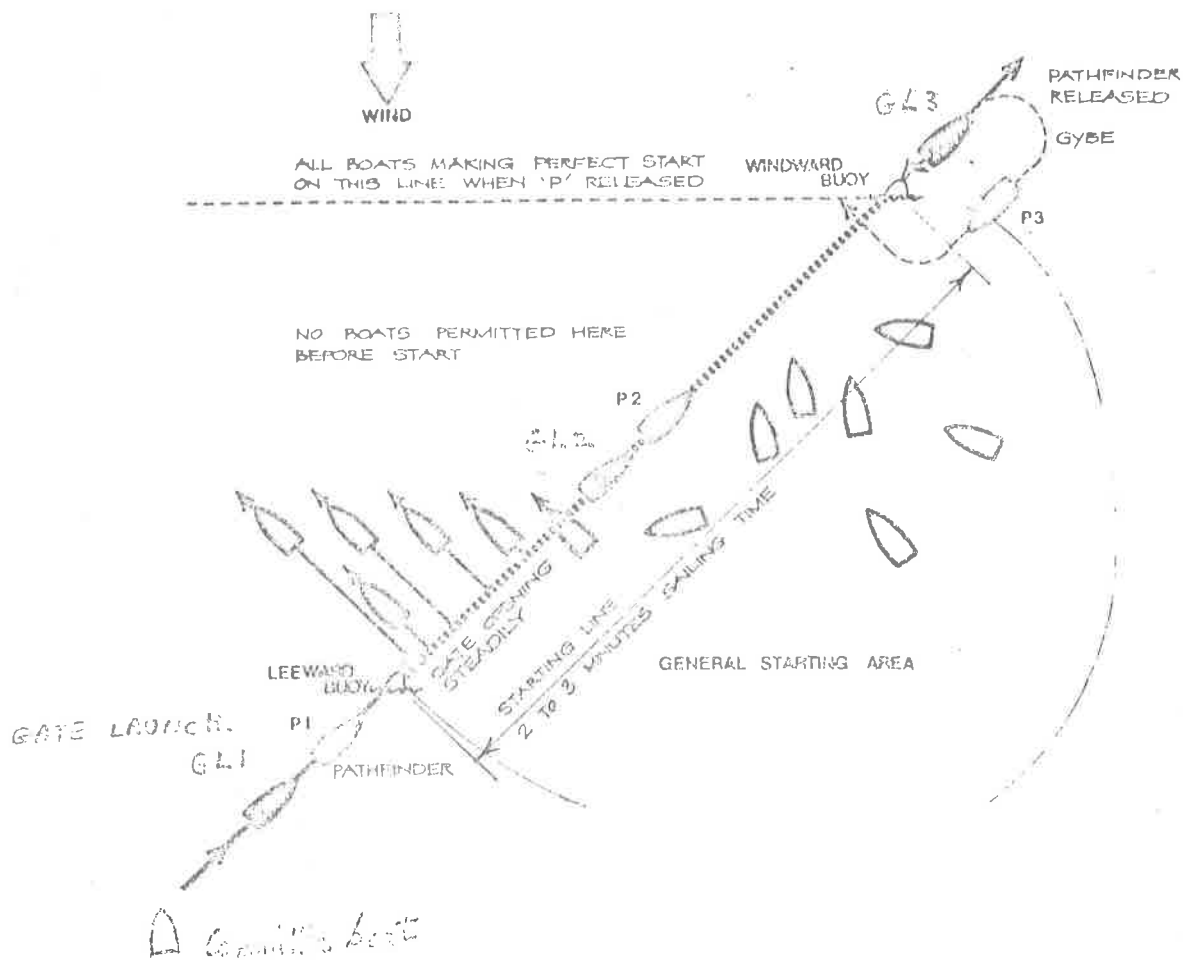 WIND
ALL BOATS MAKING PERFECT START
ON THIS LINE WHEN 'P' RELEASED
GL3
PATHFINDER
RELEASED
GYBE
WINDWARD
BUOY
P3
NO BOATS PERMITTED HERE
BEFORE START
P2
GL2
GATE OPENING
STEADILY
STARTING LINE
2 TO 3 MINUTES SAILING TIME
GENERAL STARTING AREA
LEEWARD
BUOY
P1
GATE LAUNCH.
GL1
PATHFINDER
boat